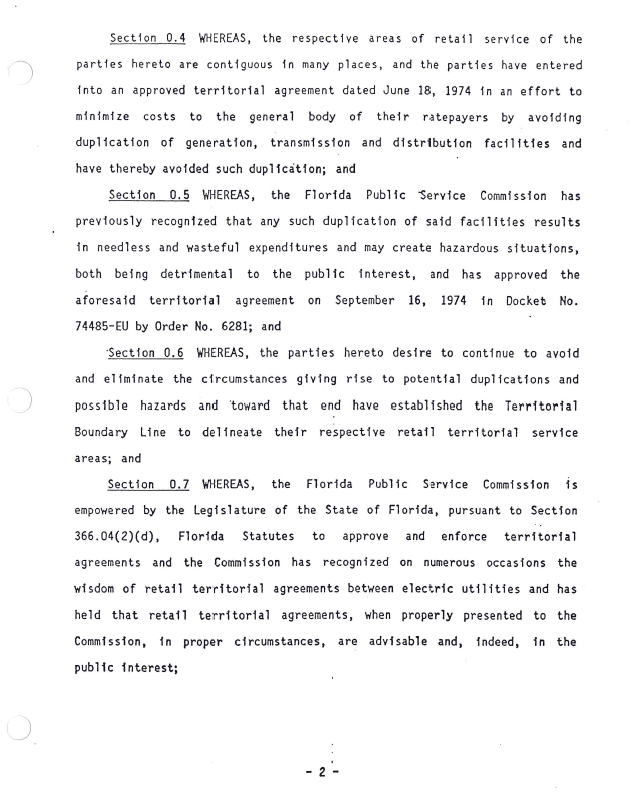 Section 0.4 WHEREAS, the respective areas of retail service of the
parties hereto are contiguous in many places, and the parties have entered
into an approved territorial agreement dated June 18, 1974 in an effort to
minimize costs to the general body of their ratepayers by avoiding
duplication of generation, transmission and distribution facilities and
have thereby avoided such duplication; and
Section 0.5 WHEREAS, the Florida Public Service Commission has
previously recognized that any such duplication of said facilities results
in needless and wasteful expenditures and may create hazardous situations,
both being detrimental to the public interest, and has approved the
aforesaid territorial agreement on September 16, 1974 in Docket No.
74485-EU by Order No. 6281; and
Section 0.6 WHEREAS, the parties hereto desire to continue to avoid
and eliminate the circumstances giving rise to potential duplications and
possible hazards and toward that end have established the Territorial
Boundary Line to delineate their respective retail territorial service
areas; and
Section 0.7 WHEREAS, the Florida Public Service Commission is
empowered by the Legislature of the State of Florida, pursuant to Section
366.04(2)(d), Florida Statutes to approve and enforce territorial
agreements and the Commission has recognized on numerous occasions the
wisdom of retail territorial agreements between electric utilities and has
held that retail territorial agreements, when properly presented to the
Commission, in proper circumstances, are advisable and, indeed, in the
public interest;
- 2 -